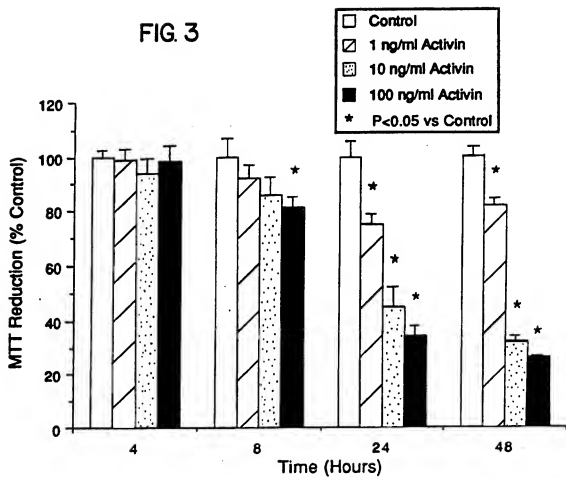 FIG. 3
Control
1 ng/ml Activin
10 ng/ml Activin
100 ng/ml Activin
* P<0.05 vs Control
MTT Reduction (% Control)
120
100
80
60
40
20
0
* * * * * * *
4 8 24 48
Time (Hours)